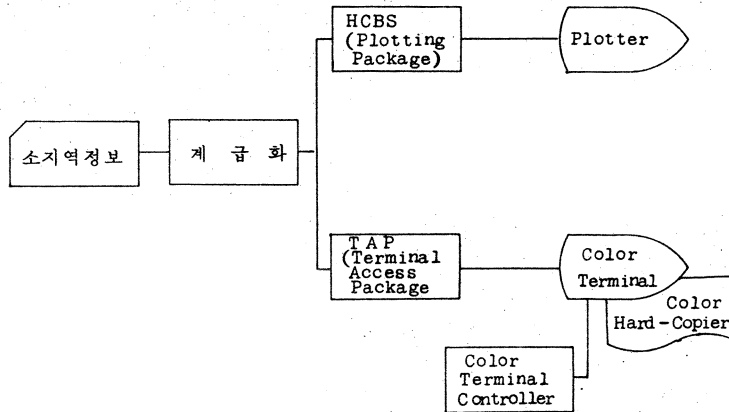 HCBS
(Plotting
Package)
Plotter
소지역정보
계 급 화
TAP
(Terminal
Access
Package
Color
Terminal
Color
Hard-Copier
Color
Terminal
Controller